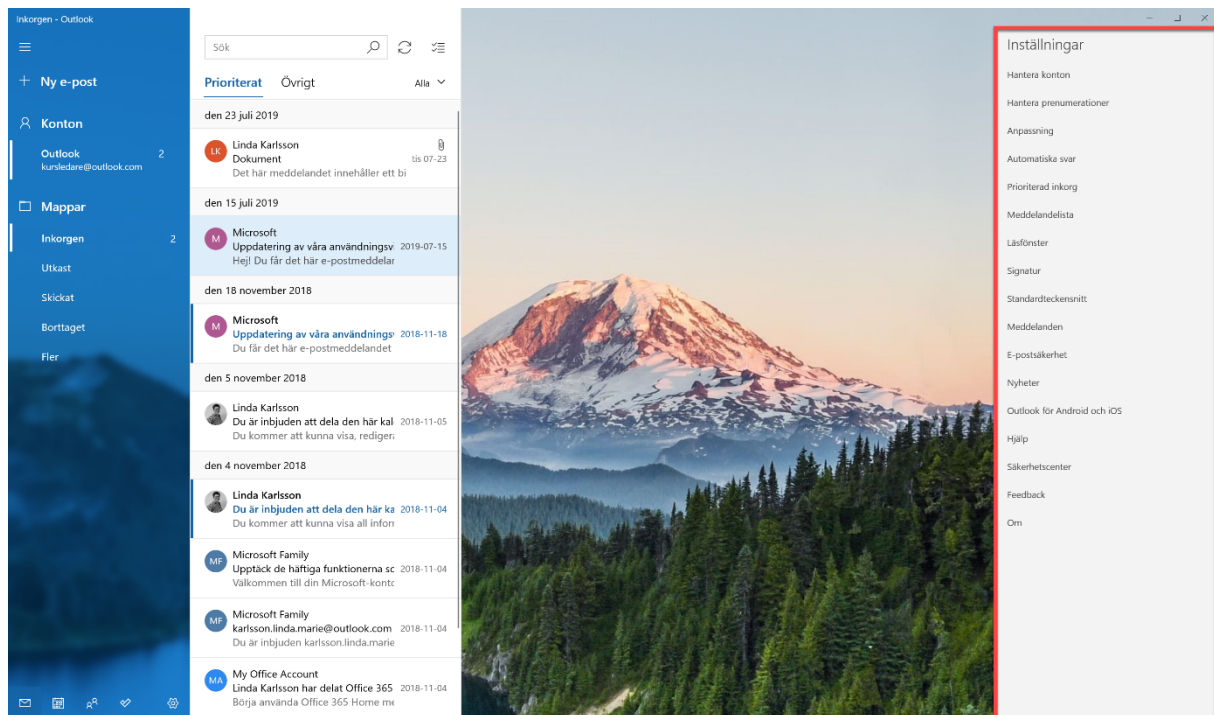 Inkorgen - Outlook
Ny e-post
Konton
Outlook 2
kursledare@outlook.com
Mappar
Inkorgen 2
Utkast
Skickat
Borttaget
Fler
Sök
Prioriterat Övrigt Alla
den 23 juli 2019
LK
Linda Karlsson
Dokument tis 07-23
Det här meddelandet innehåller ett bi
den 15 juli 2019
M
Microsoft
Uppdatering av våra användningsv 2019-07-15
Hej! Du får det här e-postmeddelar
den 18 november 2018
M
Microsoft
Uppdatering av våra användnings 2018-11-18
Du får det här e-postmeddelandet
den 5 november 2018
Linda Karlsson
Du är inbjuden att dela den här kal 2018-11-05
Du kommer att kunna visa, redigera
den 4 november 2018
Linda Karlsson
Du är inbjuden att dela den här ka 2018-11-04
Du kommer att kunna visa all inforr
MF
Microsoft Family
Upptäck de häftiga funktionerna sc 2018-11-04
Välkommen till din Microsoft-kontc
MF
Microsoft Family
karlsson.linda.marie@outlook.com 2018-11-04
Du är inbjuden karlsson.linda.marie
MA
My Office Account
Linda Karlsson har delat Office 365 2018-11-04
Börja använda Office 365 Home me
Inställningar
Hantera konton
Hantera prenumerationer
Anpassning
Automatiska svar
Prioriterad inkorg
Meddelandelista
Läsfönster
Signatur
Standardteckensnitt
Meddelanden
E-postsäkerhet
Nyheter
Outlook för Android och iOS
Hjälp
Säkerhetscenter
Feedback
Om